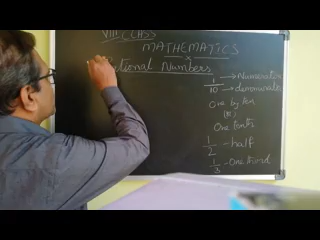 VIII CLASS
MATHEMATICS
x
tional Numbers
1 → Numerator
10 → denominator
One by ten
(or)
One tenth
1/2 - half
1/3 - One third